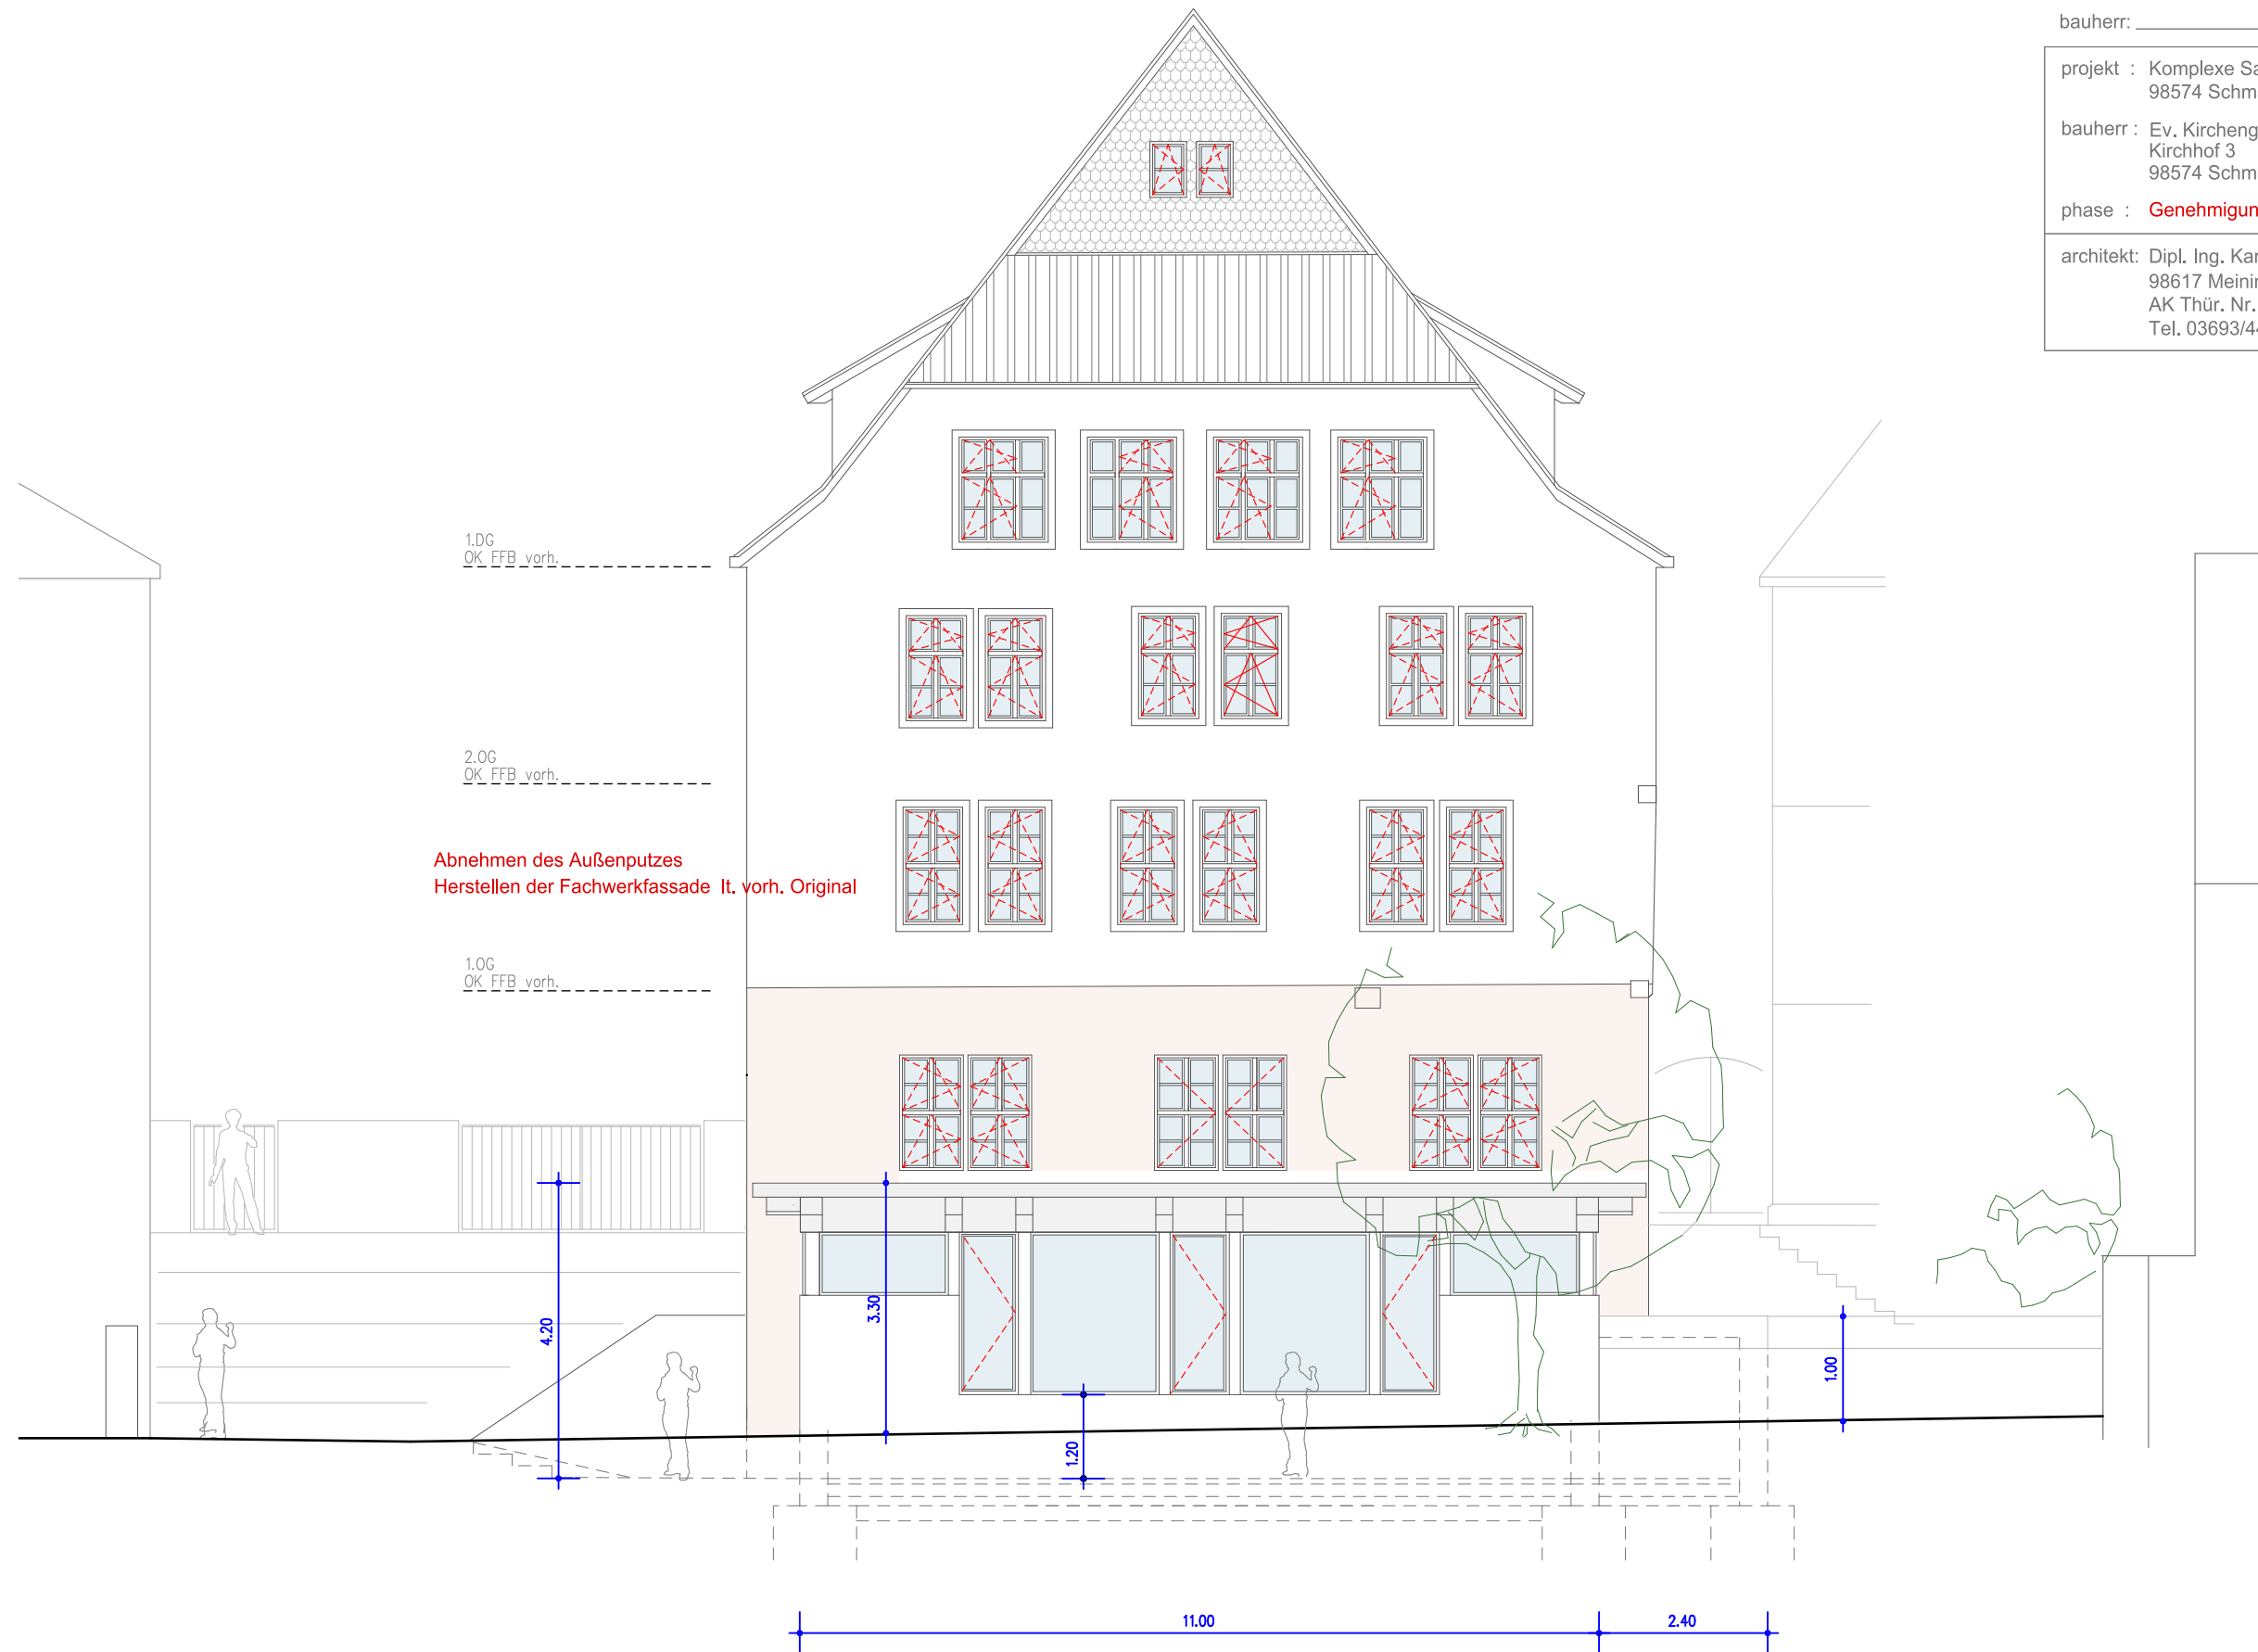 bauherr:
projekt : Komplexe Sa
98574 Schm
bauherr : Ev. Kircheng
Kirchhof 3
98574 Schm
phase : Genehmigun
architekt: Dipl. Ing. Kar
98617 Meinin
AK Thür. Nr.
Tel. 03693/44
1.DG
OK FFB vorh.
2.OG
OK FFB vorh.
Abnehmen des Außenputzes
Herstellen der Fachwerkfassade lt. vorh. Original
1.OG
OK FFB vorh.
4.20
3.30
1.20
1.00
11.00
2.40